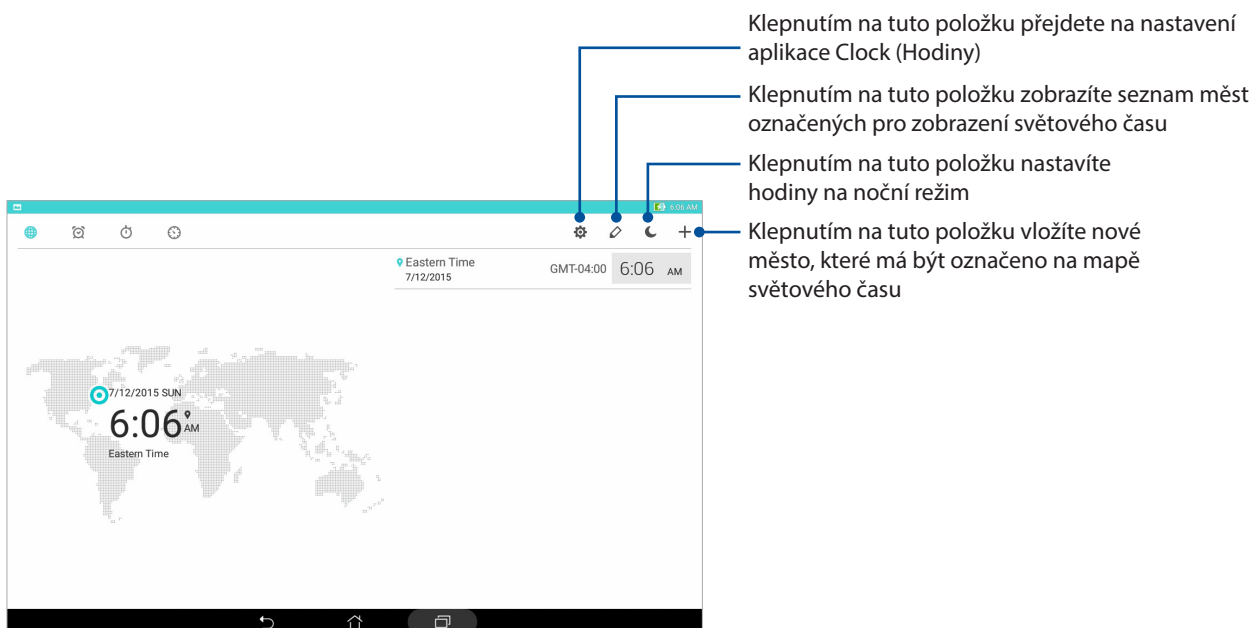 Klepnutím na tuto položku přejdete na nastavení
aplikace Clock (Hodiny)
Klepnutím na tuto položku zobrazíte seznam měst
označených pro zobrazení světového času
Klepnutím na tuto položku nastavíte
hodiny na noční režim
Klepnutím na tuto položku vložíte nové
město, které má být označeno na mapě
světového času
6:06 AM
Eastern Time
7/12/2015
GMT-04:00 6:06 AM
7/12/2015 SUN
6:06 AM
Eastern Time